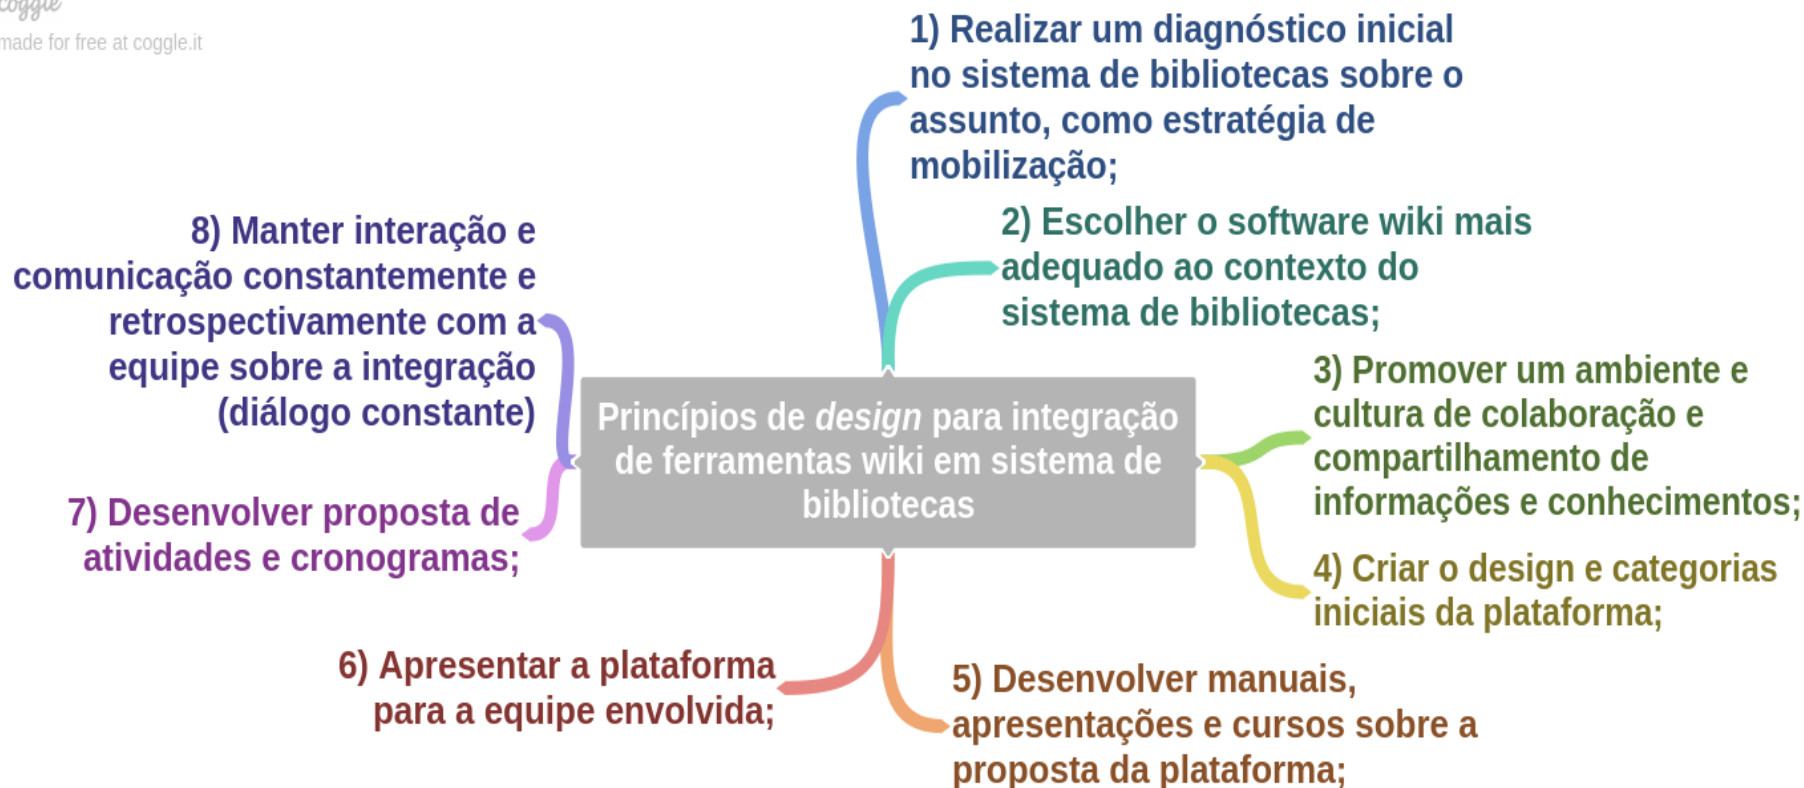 coggle
made for free at coggle.it
1) Realizar um diagnóstico inicial
no sistema de bibliotecas sobre o
assunto, como estratégia de
mobilização;
2) Escolher o software wiki mais
adequado ao contexto do
sistema de bibliotecas;
3) Promover um ambiente e
cultura de colaboração e
compartilhamento de
informações e conhecimentos;
4) Criar o design e categorias
iniciais da plataforma;
5) Desenvolver manuais,
apresentações e cursos sobre a
proposta da plataforma;
6) Apresentar a plataforma
para a equipe envolvida;
7) Desenvolver proposta de
atividades e cronogramas;
8) Manter interação e
comunicação constantemente e
retrospectivamente com a
equipe sobre a integração
(diálogo constante)
Princípios de design para integração
de ferramentas wiki em sistema de
bibliotecas